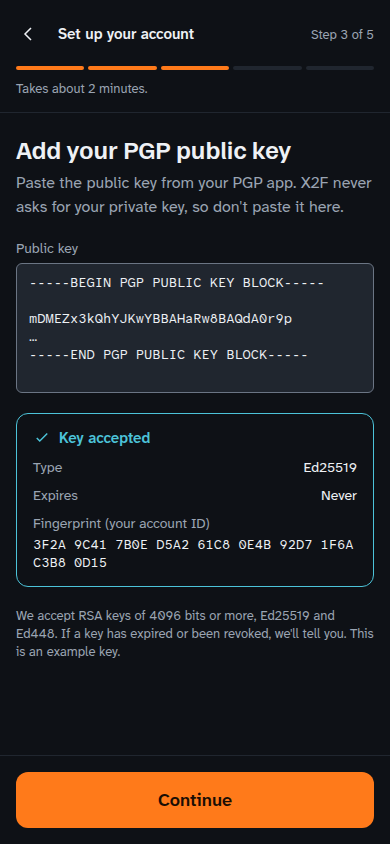 Set up your account
Step 3 of 5
Takes about 2 minutes.
Add your PGP public key
Paste the public key from your PGP app. X2F never
asks for your private key, so don't paste it here.
Public key
-----BEGIN PGP PUBLIC KEY BLOCK-----
mDMEZx3kQhYJKwYBBAHaRw8BAQdA0r9p
…
-----END PGP PUBLIC KEY BLOCK-----
Key accepted
Type
Ed25519
Expires
Never
Fingerprint (your account ID)
3F2A 9C41 7B0E D5A2 61C8 0E4B 92D7 1F6A
C3B8 0D15
We accept RSA keys of 4096 bits or more, Ed25519 and
Ed448. If a key has expired or been revoked, we'll tell you. This
is an example key.
Continue